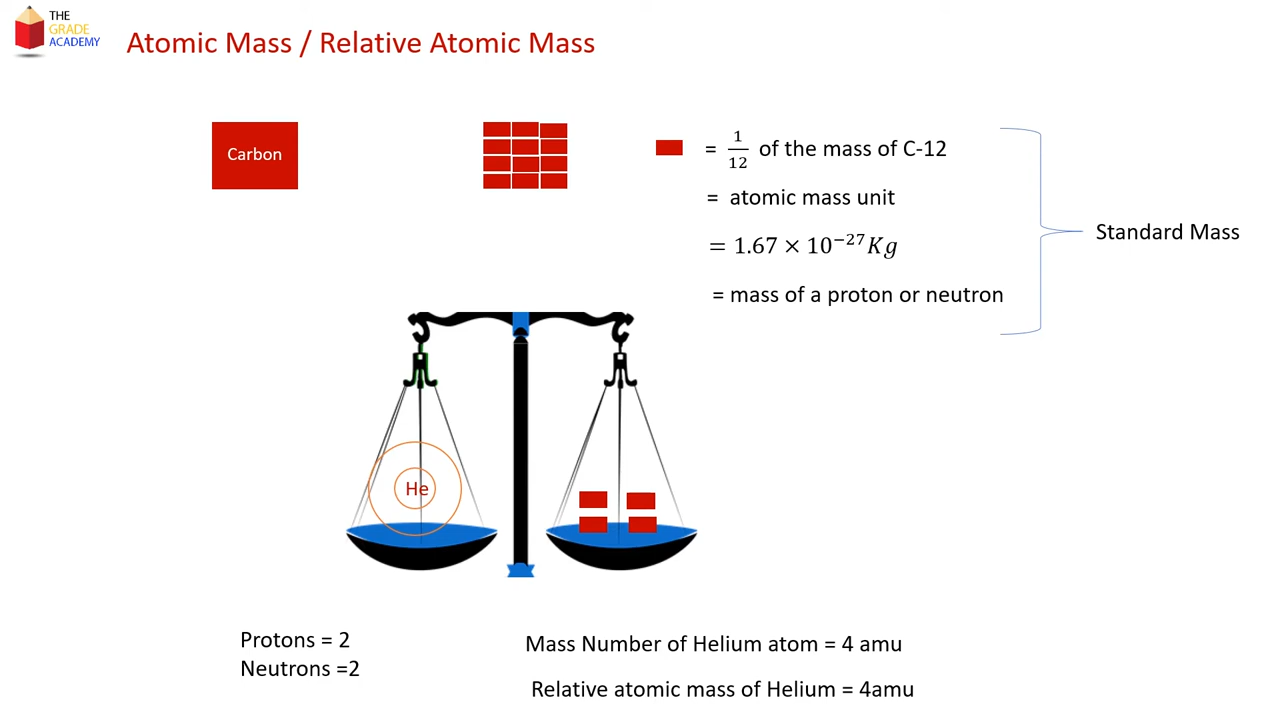 THE
GRADE
ACADEMY
Atomic Mass / Relative Atomic Mass
Carbon
= 1/12 of the mass of C-12
= atomic mass unit
= 1.67 × 10⁻²⁷Kg
= mass of a proton or neutron
Standard Mass
He
Protons = 2
Neutrons =2
Mass Number of Helium atom = 4 amu
Relative atomic mass of Helium = 4amu